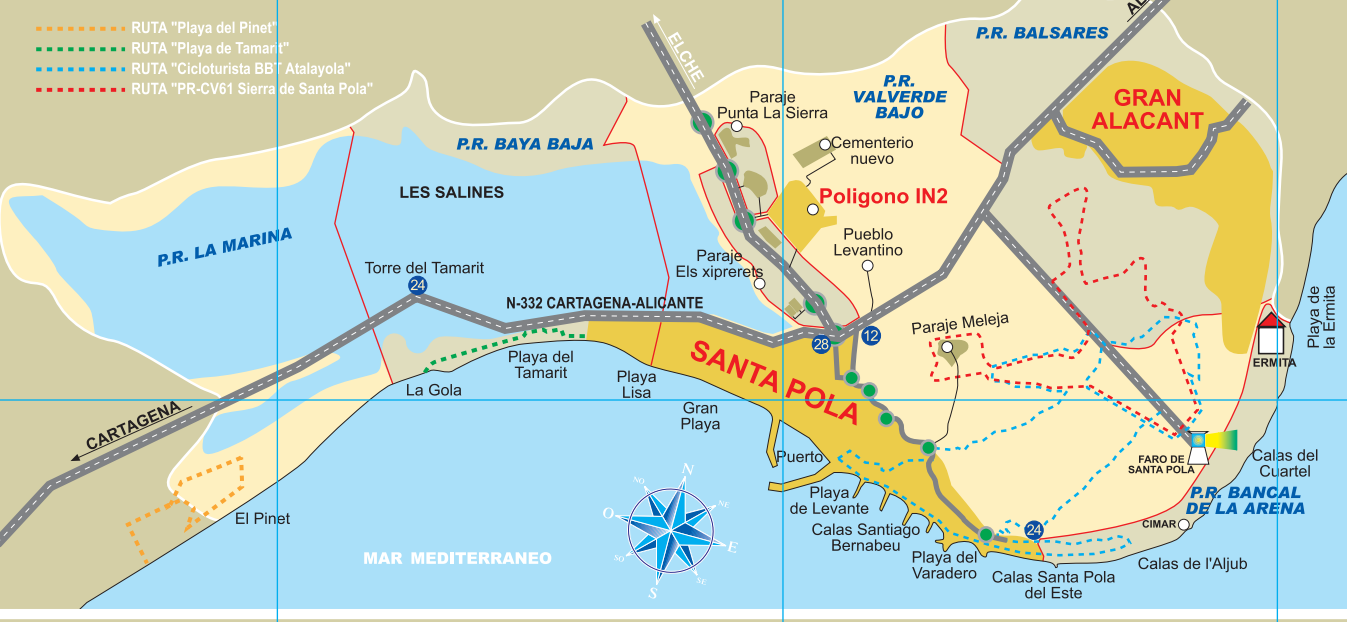 RUTA "Playa del Pinet"
RUTA "Playa de Tamarit"
RUTA "Cicloturista BBT Atalayola"
RUTA "PR-CV61 Sierra de Santa Pola"
ELCHE
P.R. BALSARES
P.R.
VALVERDE
BAJO
GRAN
ALACANT
Paraje
Punta La Sierra
Cementerio
nuevo
P.R. BAYA BAJA
LES SALINES
Poligono IN2
P.R. LA MARINA
Pueblo
Levantino
Paraje
Els xiprerets
Torre del Tamarit
24
N-332 CARTAGENA-ALICANTE
28
12
Paraje Meleja
Playa de
la Ermita
ERMITA
SANTA POLA
Playa del
Tamarit
La Gola
Playa
Lisa
Gran
Playa
CARTAGENA
Puerto
FARO DE
SANTA POLA
Calas del
Cuartel
P.R. BANCAL
DE LA ARENA
Playa
de Levante
Calas Santiago
Bernabeu
El Pinet
N
NE
E
SE
S
SO
O
NO
24
CIMAR
MAR MEDITERRANEO
Playa del
Varadero
Calas Santa Pola
del Este
Calas de l'Aljub